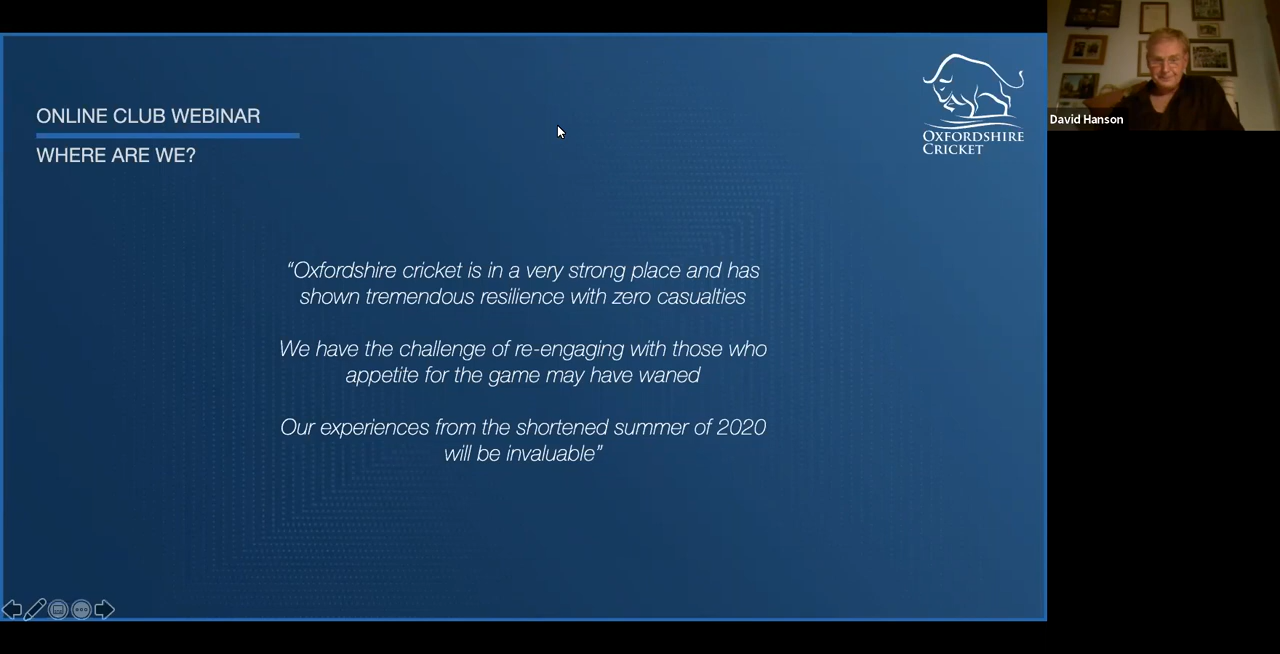 ONLINE CLUB WEBINAR
WHERE ARE WE?
OXFORDSHIRE
CRICKET
David Hanson
“Oxfordshire cricket is in a very strong place and has
shown tremendous resilience with zero casualties
We have the challenge of re-engaging with those who
appetite for the game may have waned
Our experiences from the shortened summer of 2020
will be invaluable”